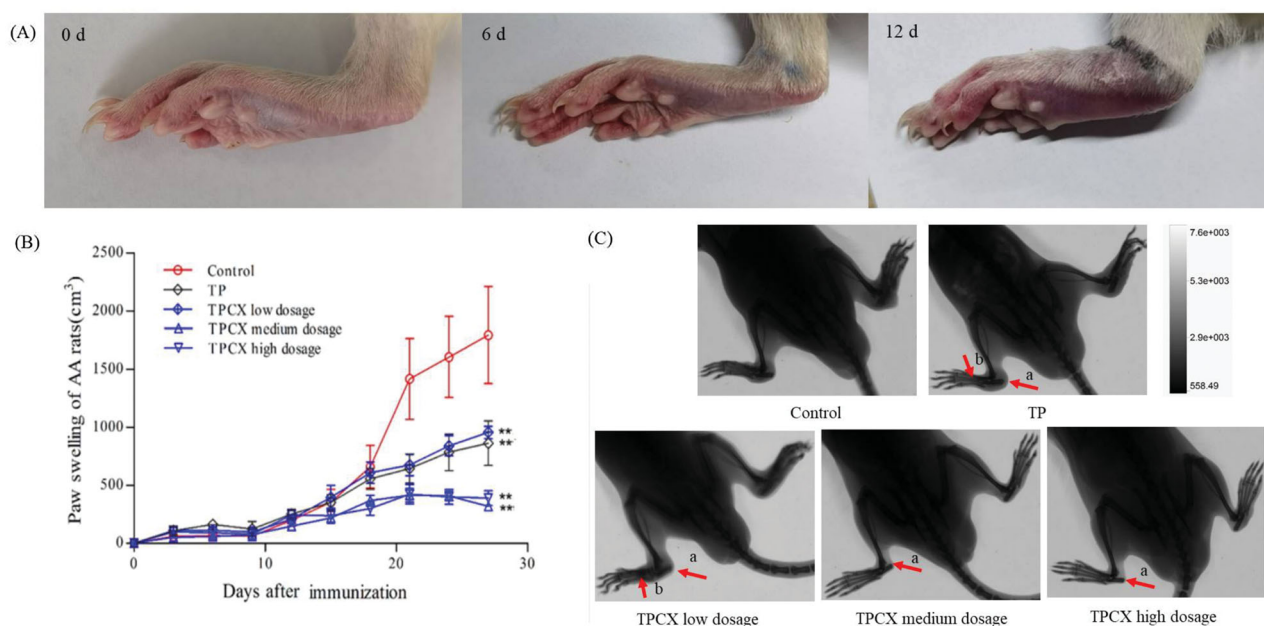 (A)
0 d
6 d
12 d
(B)
2500
2000
1500
1000
500
0
Paw swelling of AA rats(cm³)
Control
TP
TPCX low dosage
TPCX medium dosage
TPCX high dosage
**
**
**
**
0
10
20
30
Days after immunization
(C)
7.6e+003
5.3e+003
2.9e+003
558.49
b
a
Control
TP
a
b
a
a
TPCX low dosage
TPCX medium dosage
TPCX high dosage